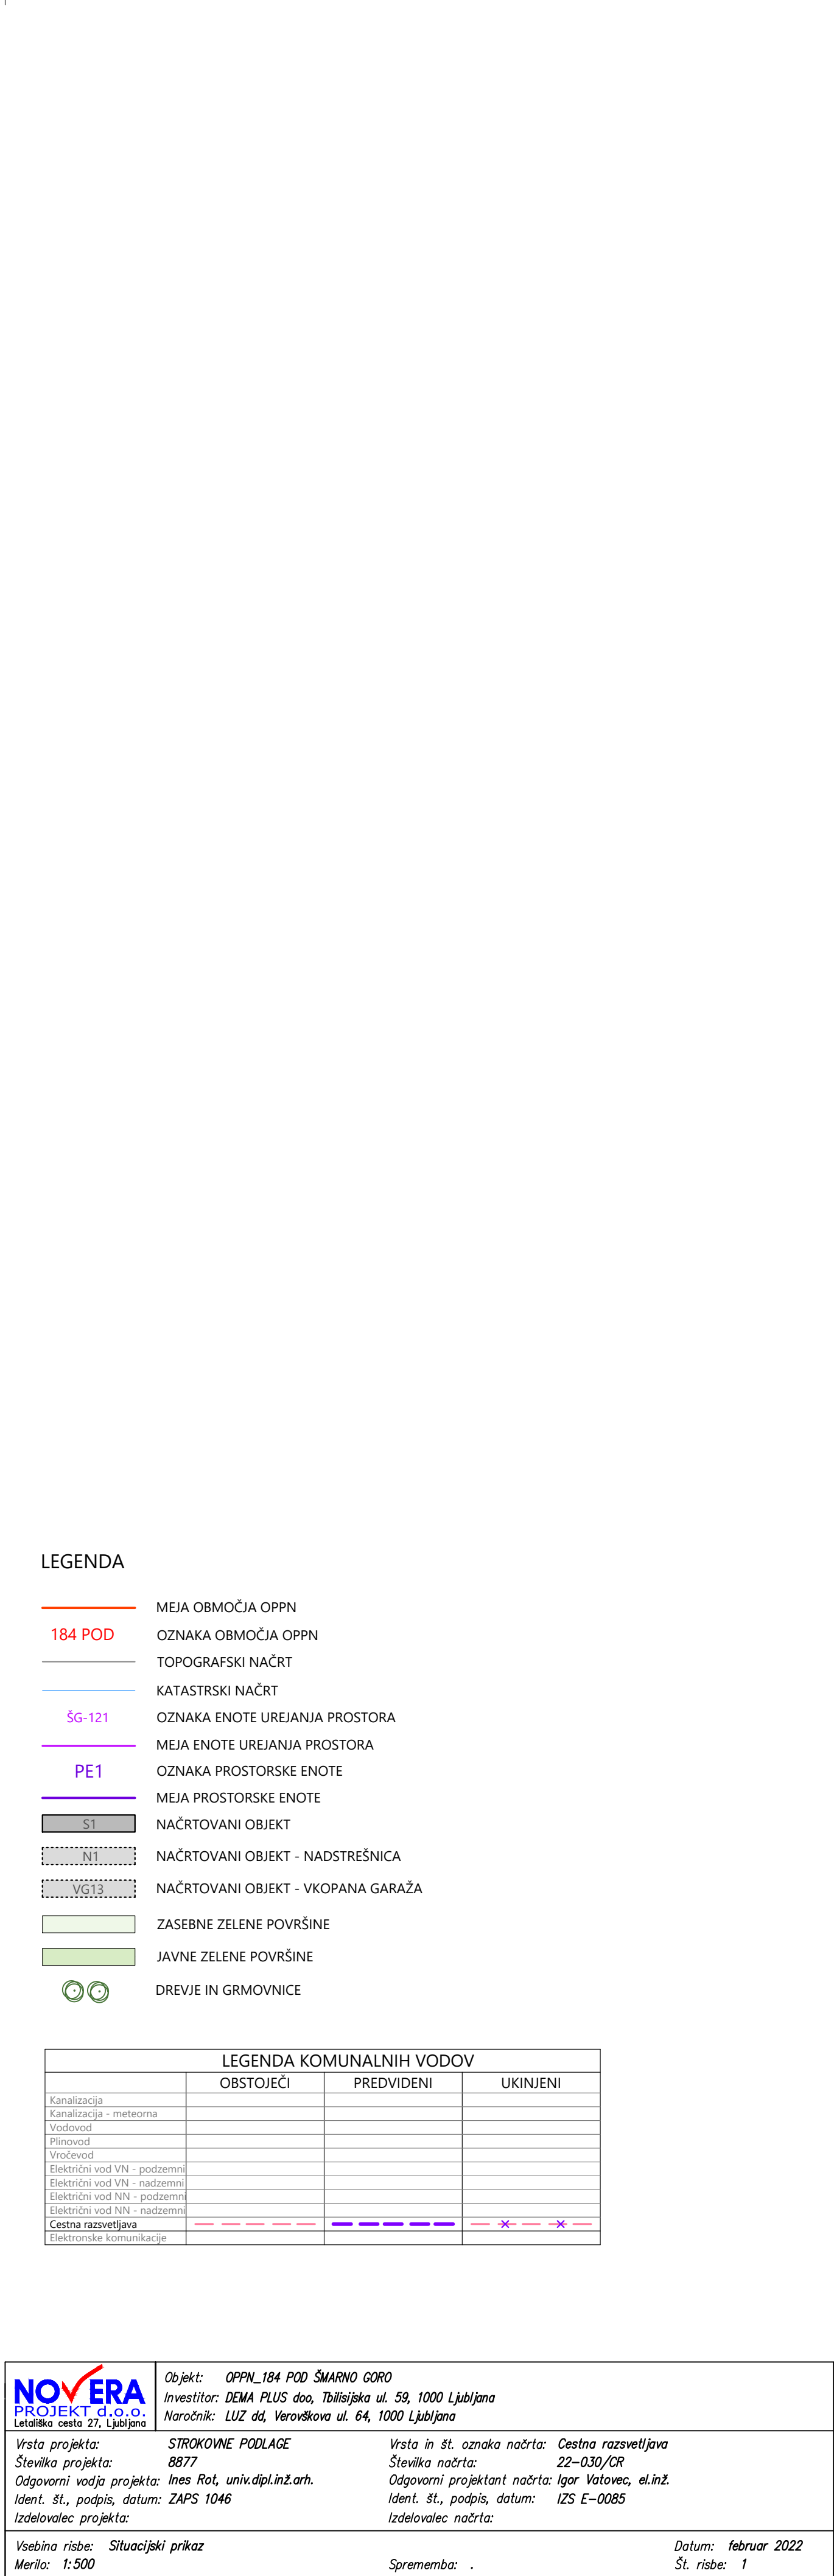 LEGENDA
MEJA OBMOČJA OPPN
184 POD OZNAKA OBMOČJA OPPN
TOPOGRAFSKI NAČRT
KATASTRSKI NAČRT
ŠG-121 OZNAKA ENOTE UREJANJA PROSTORA
MEJA ENOTE UREJANJA PROSTORA
PE1 OZNAKA PROSTORSKE ENOTE
MEJA PROSTORSKE ENOTE
S1 NAČRTOVANI OBJEKT
N1 NAČRTOVANI OBJEKT - NADSTREŠNICA
VG13 NAČRTOVANI OBJEKT - VKOPANA GARAŽA
ZASEBNE ZELENE POVRŠINE
JAVNE ZELENE POVRŠINE
DREVJE IN GRMOVNICE
LEGENDA KOMUNALNIH VODOV
OBSTOJEČI PREDVIDENI UKINJENI
Kanalizacija
Kanalizacija - meteorna
Vodovod
Plinovod
Vročevod
Električni vod VN - podzemni
Električni vod VN - nadzemni
Električni vod NN - podzemni
Električni vod NN - nadzemni
Cestna razsvetljava
Elektronske komunikacije
NOVERA
PROJEKT d.o.o.
Letališka cesta 27, Ljubljana
Objekt: OPPN_184 POD ŠMARNO GORO
Investitor: DEMA PLUS doo, Tbilisijska ul. 59, 1000 Ljubljana
Naročnik: LUZ dd, Verovškova ul. 64, 1000 Ljubljana
Vrsta projekta: STROKOVNE PODLAGE Vrsta in št. oznaka načrta: Cestna razsvetljava
Številka projekta: 8877 Številka načrta: 22-030/CR
Odgovorni vodja projekta: Ines Rot, univ.dipl.inž.arh. Odgovorni projektant načrta: Igor Vatovec, el.inž.
Ident. št., podpis, datum: ZAPS 1046 Ident. št., podpis, datum: IZS E-0085
Izdelovalec projekta: Izdelovalec načrta:
Vsebina risbe: Situacijski prikaz Datum: februar 2022
Merilo: 1:500 Sprememba: . Št. risbe: 1